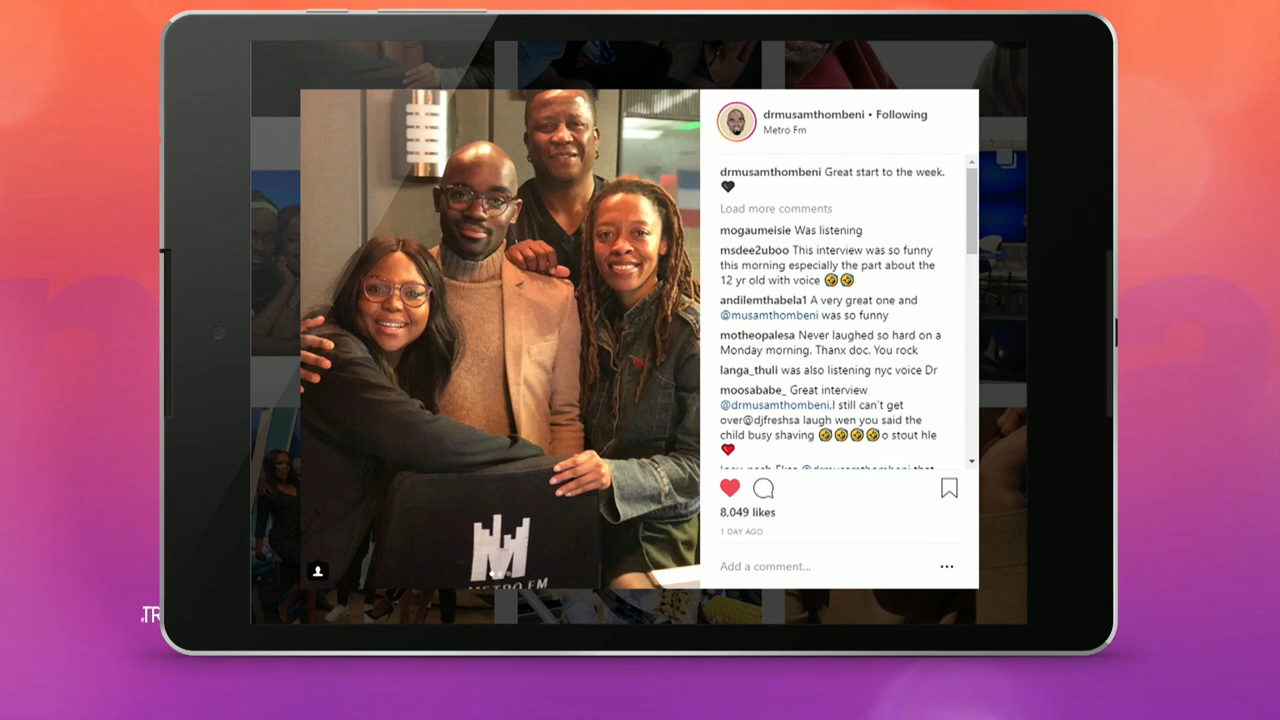 drmusamthombeni • Following
Metro Fm
drmusamthombeni Great start to the week.
🖤
Load more comments
mogaumeisie Was listening
msdee2uboo This interview was so funny
this morning especially the part about the
12 yr old with voice 🤣🤣
andilemthabela1 A very great one and
@musamthombeni was so funny
motheopalesa Never laughed so hard on a
Monday morning. Thanx doc. You rock
langa_thuli was also listening nyc voice Dr
moosababe_ Great interview
@drmusamthombeni,I still can't get
over@djfreshsa laugh wen you said the
child busy shaving 🤣🤣🤣🤣o stout hle
❤️
8,049 likes
1 DAY AGO
Add a comment...
METRO FM
#TR